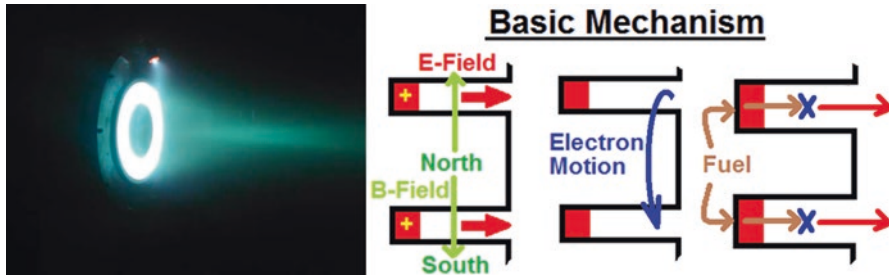 Basic Mechanism
E-Field
+
North
B-Field
+
South
Electron
Motion
Fuel
X
X